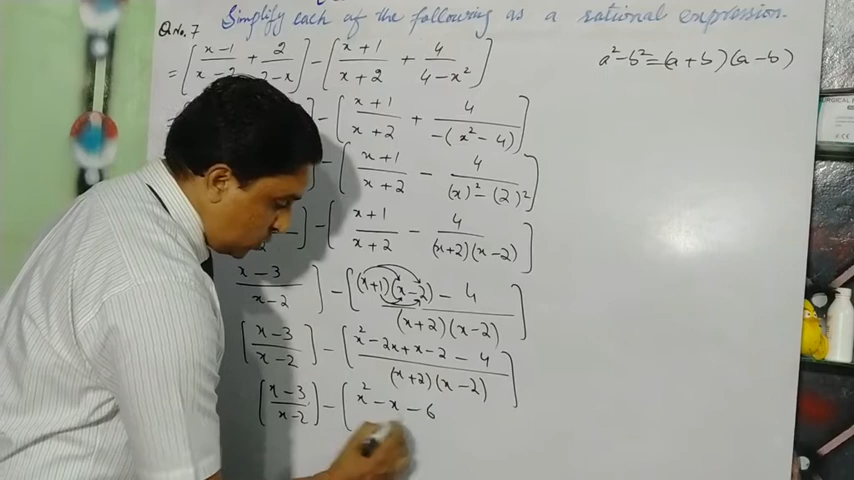 Simplify each of the following as a rational expression.
Q No. 7
= [x-1/x-2 + 2/2-x] - [x+1/x+2 + 4/4-x²]
a²-b²=(a+b)(a-b)
- [x+1/x+2 + 4/-(x²-4)]
- [x+1/x+2 - 4/(x)²-(2)²]
] - [x+1/x+2 - 4/(x+2)(x-2)]
x-3/x-2] - [(x+1)(x-2)-4/(x+2)(x-2)]
[x-3/x-2] - [x²-2x+x-2-4/(x+2)(x-2)]
[x-3/x-2] - [x²-x-6